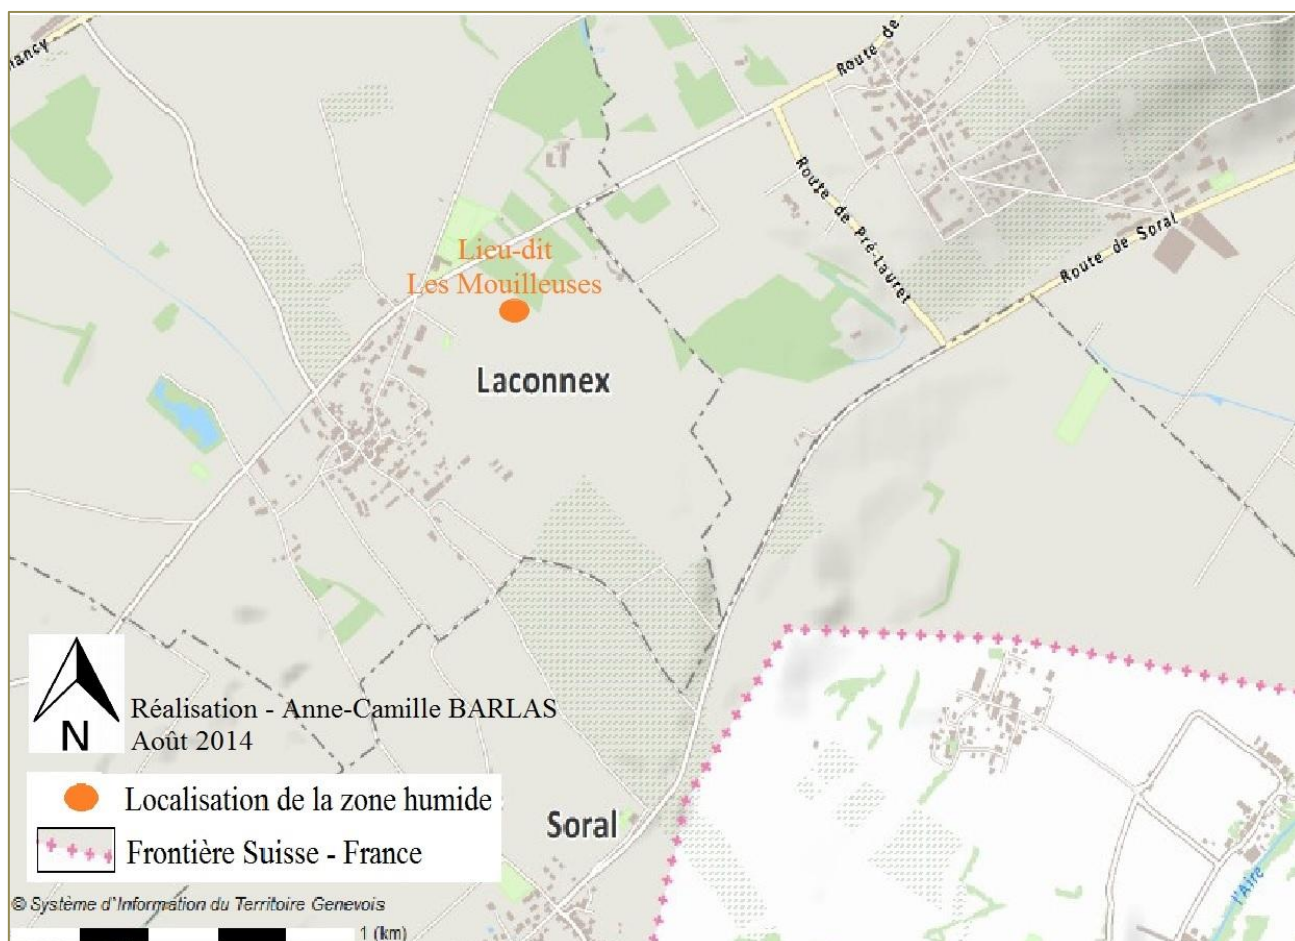 nancy
Route de
Route de Pré-Lauret
Route de Soral
Lieu-dit
Les Mouilleuses
Laconnex
N
Réalisation - Anne-Camille BARLAS
Août 2014
Localisation de la zone humide
Soral
Frontière Suisse - France
l'Aire
© Système d'Information du Territoire Genevois
1 (km)